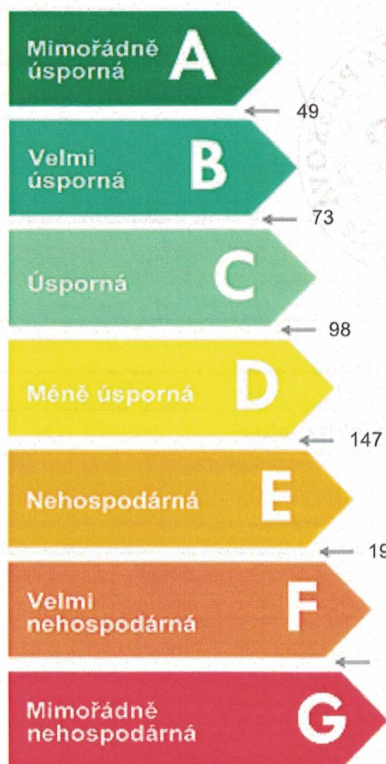 Mimořádně
úsporná
A
49
Velmi
úsporná
B
73
Úsporná
C
98
Méně úsporná
D
147
Nehospodárná
E
Velmi
nehospodárná
F
Mimořádně
nehospodárná
G